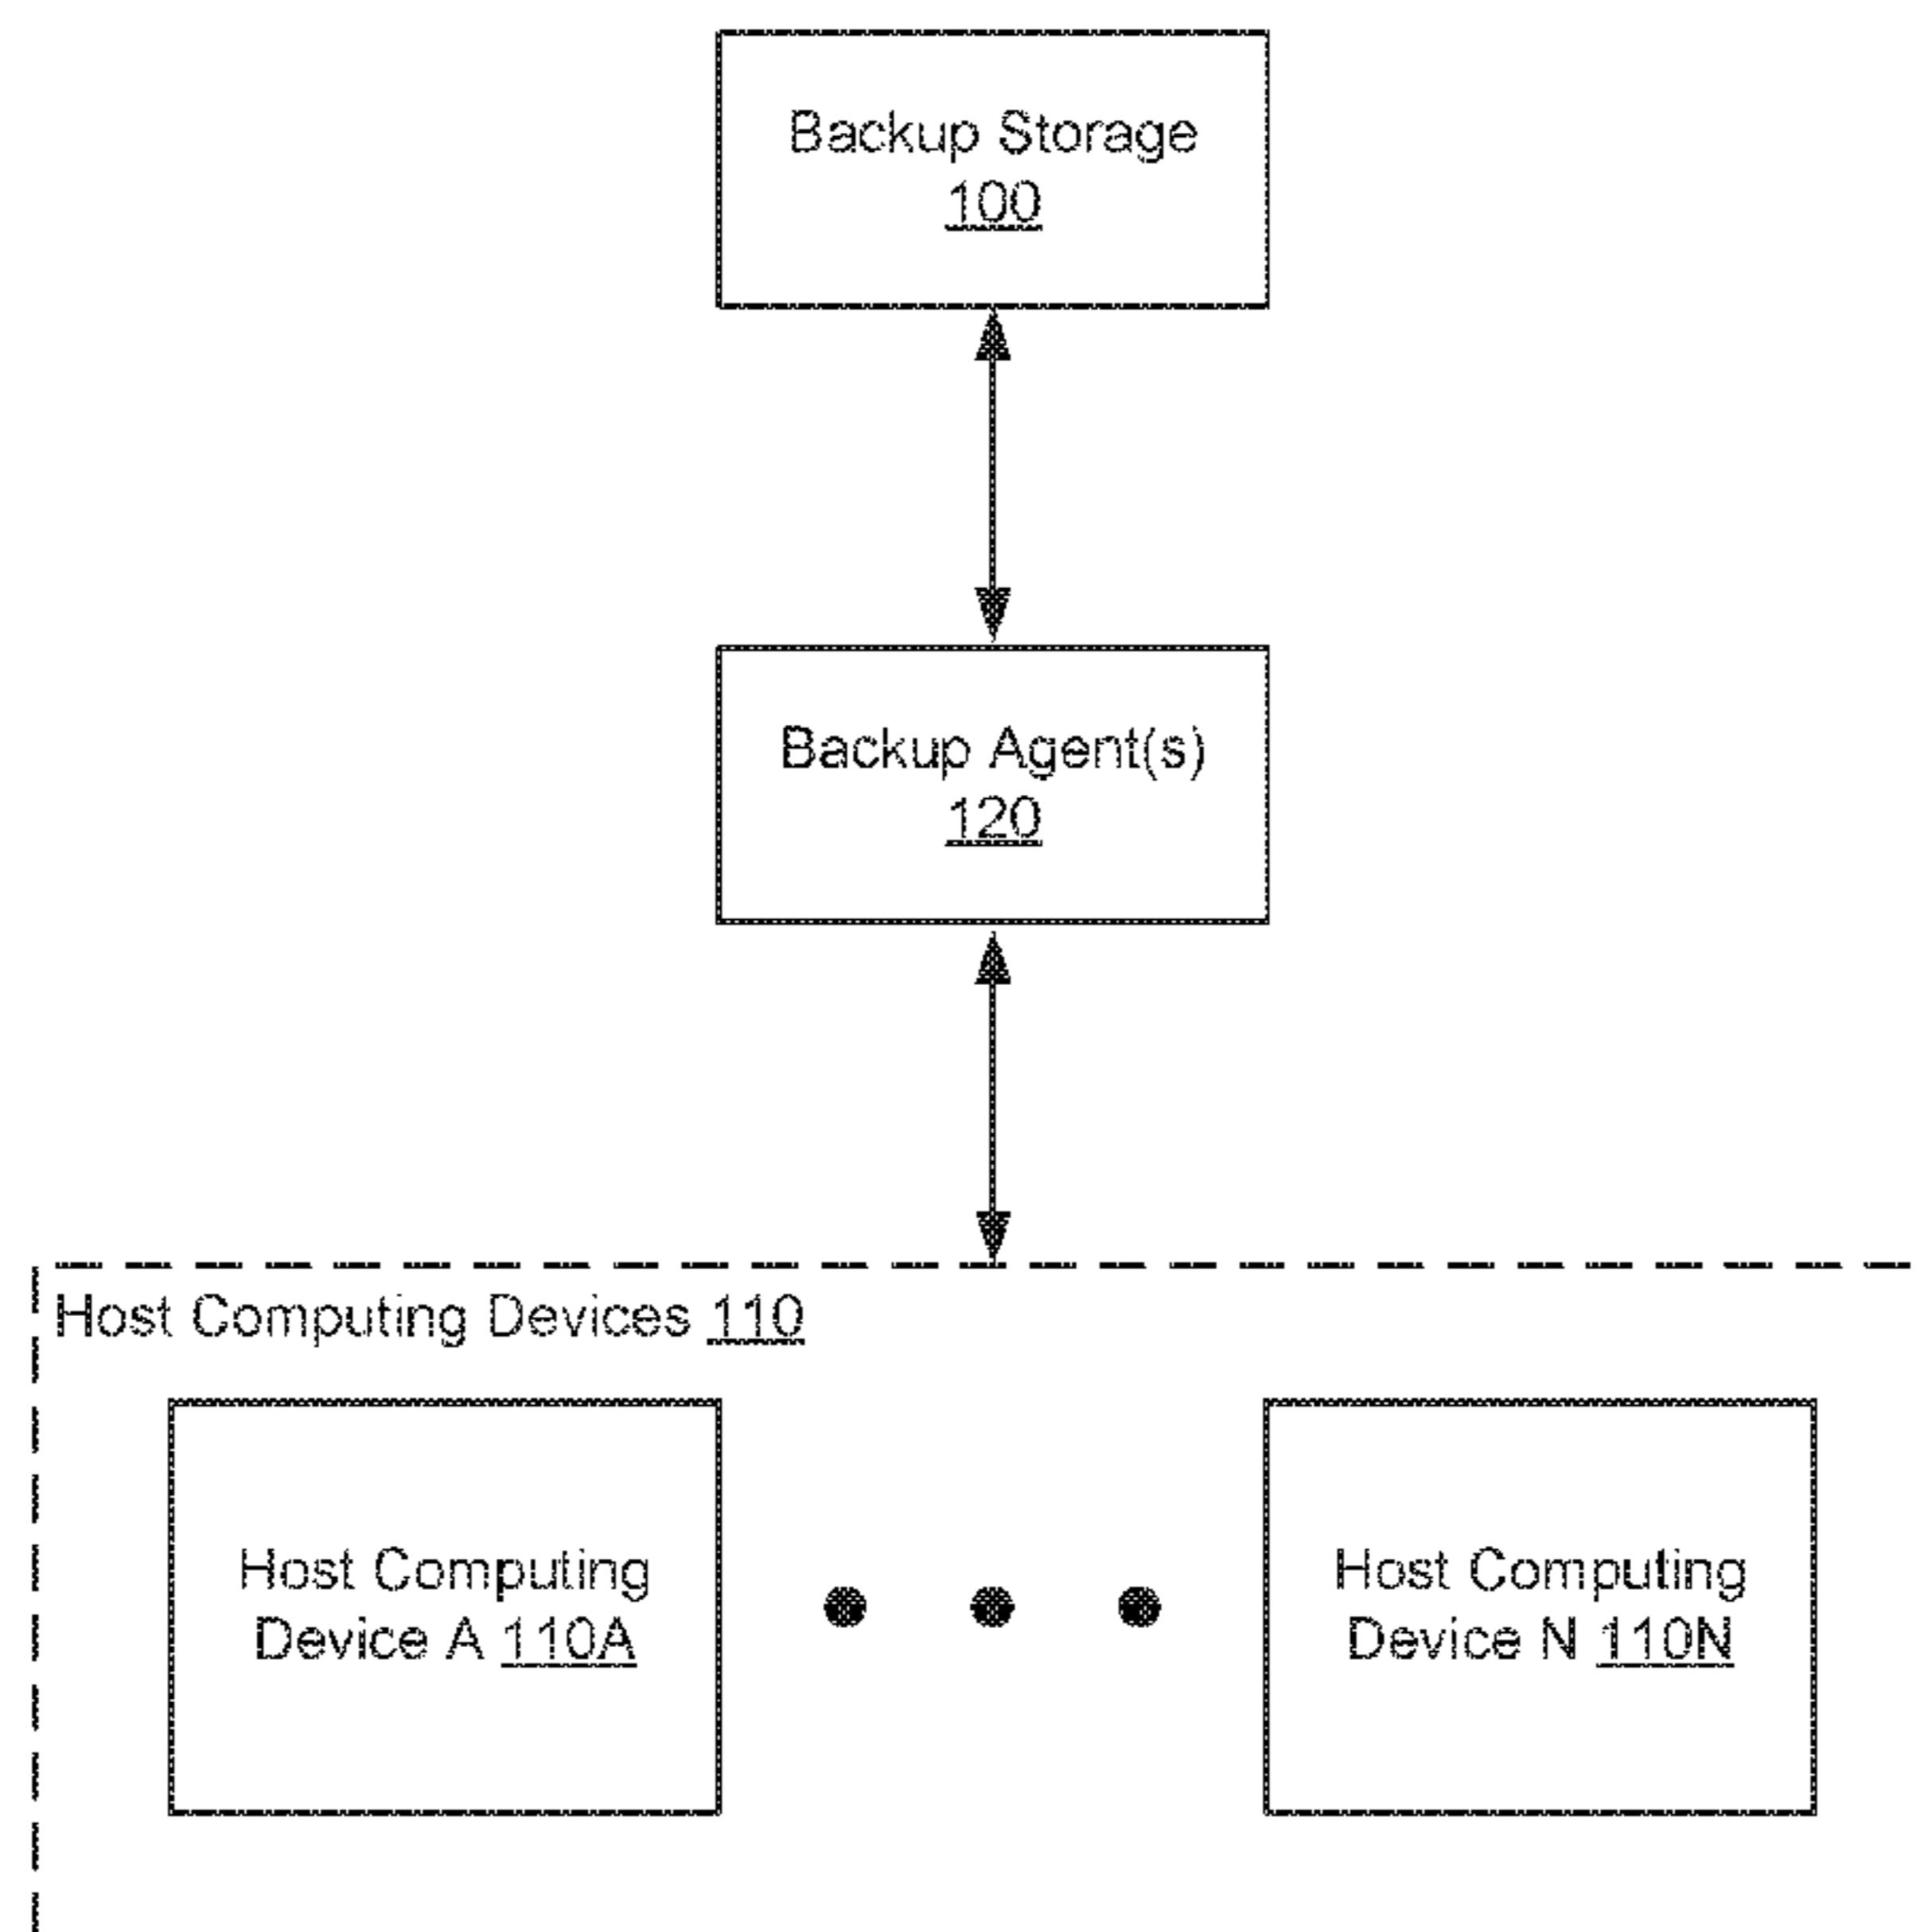 Backup Storage
100
Backup Agent(s)
120
Host Computing Devices 110
Host Computing
Device A 110A
Host Computing
Device N 110N